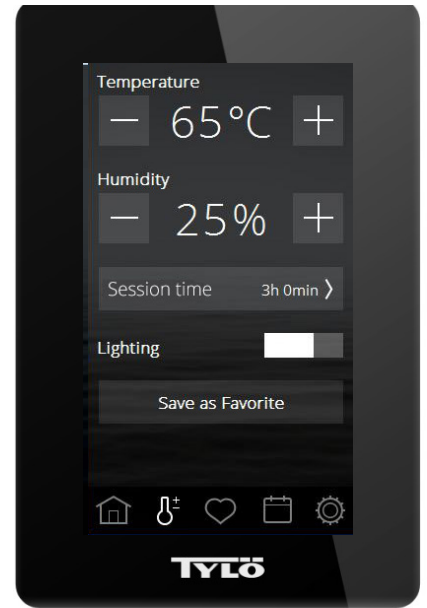 Temperature
65°C
Humidity
25%
Session time 3h 0min
Lighting
Save as Favorite
TYLÖ